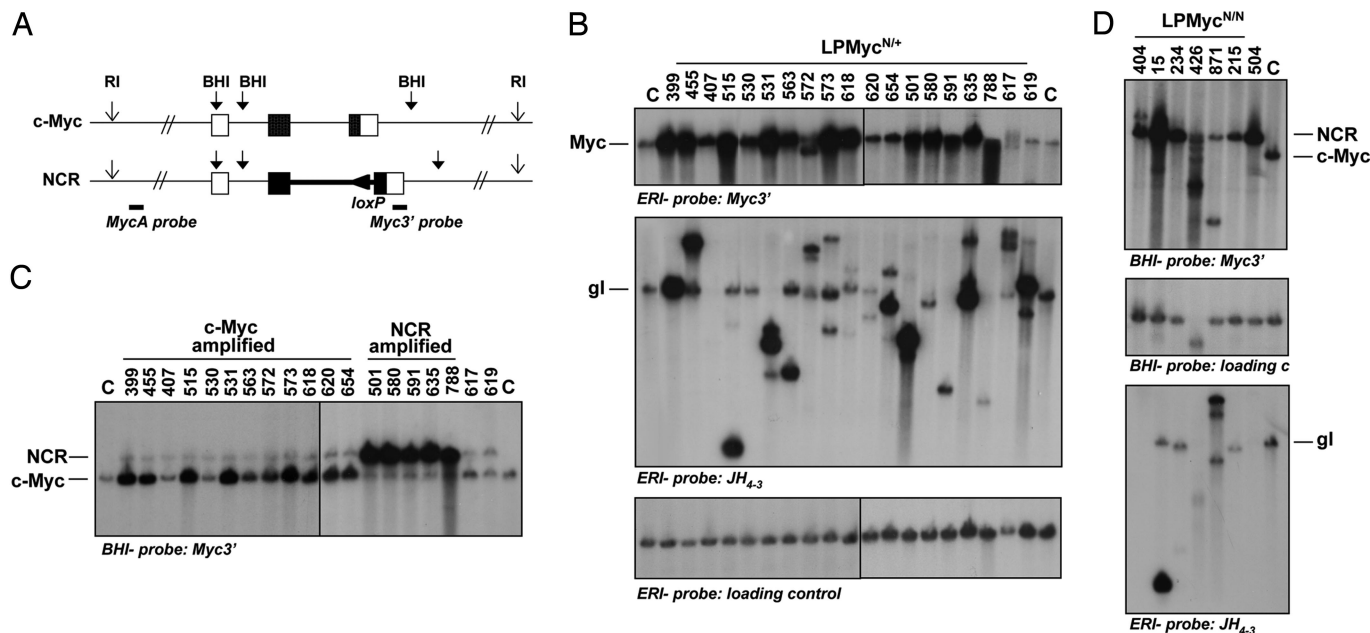 A
RI BHI BHI BHI RI
c-Myc
NCR
loxP
MycA probe Myc3' probe
B
LPMycN/+
C 399 455 407 515 530 531 563 572 573 618 620 654 501 580 591 635 788 617 619 C
Myc
ERI- probe: Myc3'
gl
ERI- probe: JH4-3
ERI- probe: loading control
C
c-Myc amplified
NCR amplified
C 399 455 407 515 530 531 563 572 573 618 620 654 501 580 591 635 788 617 619 C
NCR
c-Myc
BHI- probe: Myc3'
D
LPMycN/N
404 15 234 426 871 215 504 C
NCR
c-Myc
BHI- probe: Myc3'
BHI- probe: loading c
gl
ERI- probe: JH4-3